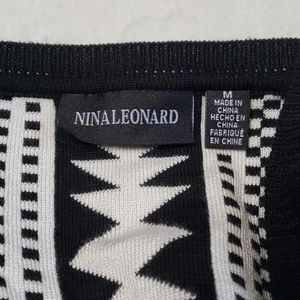 NINALEONARD
M
MADE IN
CHINA
HECHO EN
CHINA
FABRIQUÉ
EN CHINE